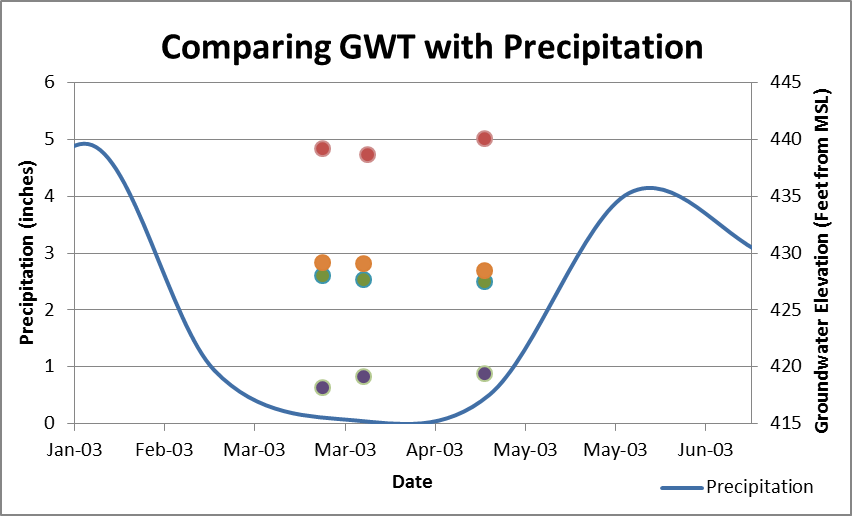 Comparing GWT with Precipitation
6
5
4
3
2
1
0
Precipitation (inches)
445
440
435
430
425
420
415
Groundwater Elevation (Feet from MSL)
Jan-03 Feb-03 Mar-03 Mar-03 Apr-03 May-03 May-03 Jun-03
Date
Precipitation